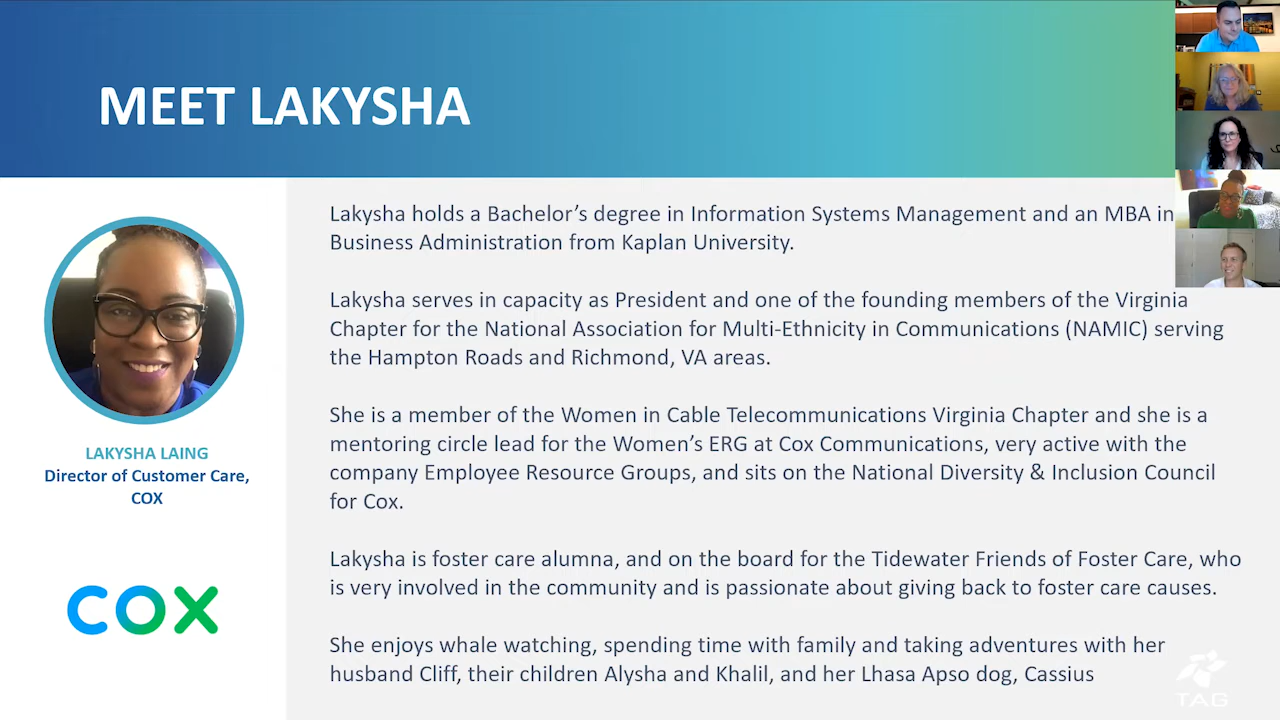 MEET LAKYSHA
Lakysha holds a Bachelor's degree in Information Systems Management and an MBA in
Business Administration from Kaplan University.
Lakysha serves in capacity as President and one of the founding members of the Virginia
Chapter for the National Association for Multi-Ethnicity in Communications (NAMIC) serving
the Hampton Roads and Richmond, VA areas.
She is a member of the Women in Cable Telecommunications Virginia Chapter and she is a
mentoring circle lead for the Women's ERG at Cox Communications, very active with the
company Employee Resource Groups, and sits on the National Diversity & Inclusion Council
for Cox.
Lakysha is foster care alumna, and on the board for the Tidewater Friends of Foster Care, who
is very involved in the community and is passionate about giving back to foster care causes.
She enjoys whale watching, spending time with family and taking adventures with her
husband Cliff, their children Alysha and Khalil, and her Lhasa Apso dog, Cassius
LAKYSHA LAING
Director of Customer Care,
COX
COX
TAG